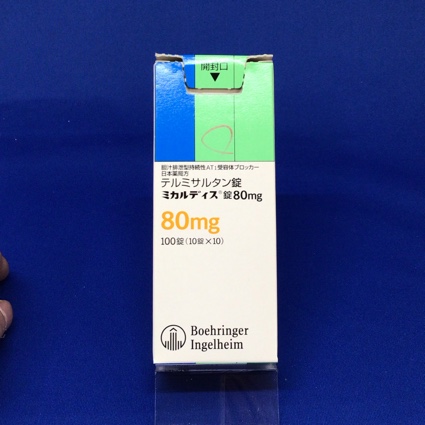 開封口
▼
胆汁排泄型持続性AT₁受容体ブロッカー
日本薬局方
テルミサルタン錠
ミカルディス®錠80mg
80mg
100錠(10錠×10)
Boehringer
Ingelheim